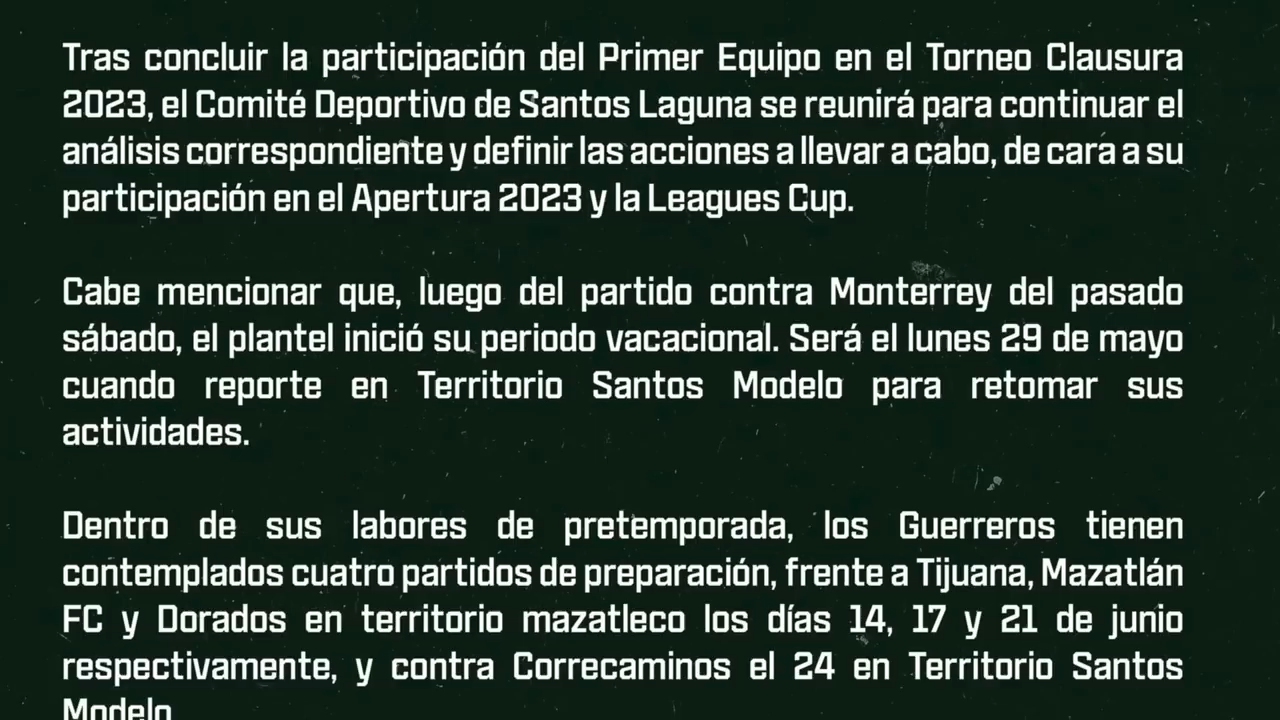 Tras concluir la participación del Primer Equipo en el Torneo Clausura
2023, el Comité Deportivo de Santos Laguna se reunirá para continuar el
análisis correspondiente y definir las acciones a llevar a cabo, de cara a su
participación en el Apertura 2023 y la Leagues Cup.
Cabe mencionar que, luego del partido contra Monterrey del pasado
sábado, el plantel inició su periodo vacacional. Será el lunes 29 de mayo
cuando reporte en Territorio Santos Modelo para retomar sus
actividades.
Dentro de sus labores de pretemporada, los Guerreros tienen
contemplados cuatro partidos de preparación, frente a Tijuana, Mazatlán
FC y Dorados en territorio mazatleco los días 14, 17 y 21 de junio
respectivamente, y contra Correcaminos el 24 en Territorio Santos
Modelo